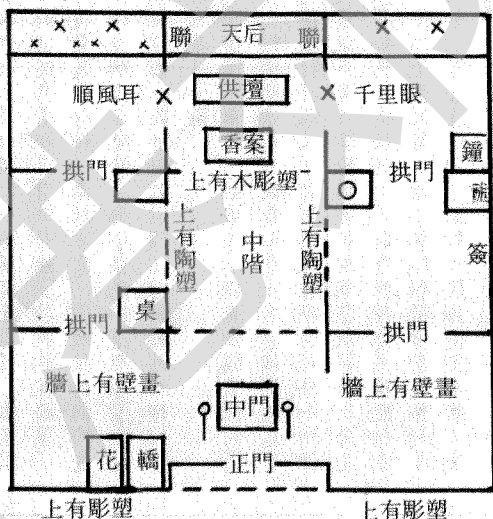 聯 天后 聯
順風耳 供壇 千里眼
香案 鐘
拱門 上有木彫塑 拱門
簽
上有陶塑 中階 上有陶塑
桌
拱門 拱門
牆上有壁畫 中門 牆上有壁畫
花 轎 正門
上有彫塑 上有彫塑